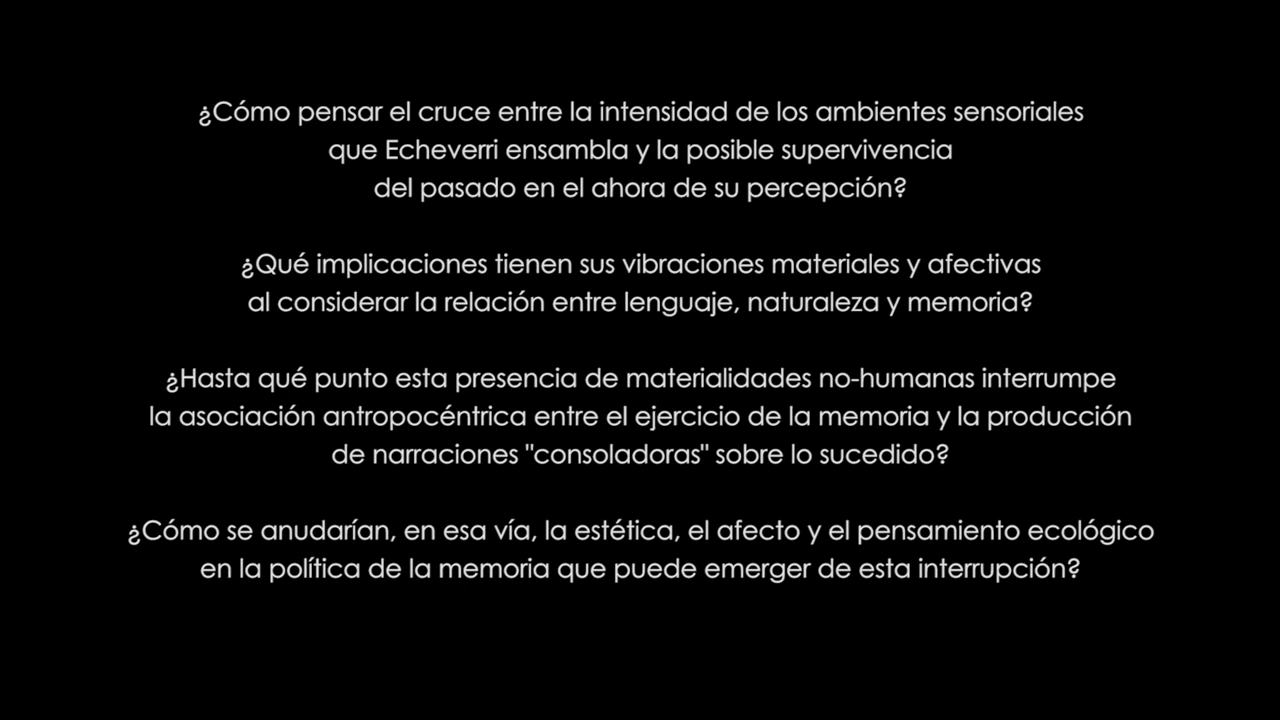 ¿Cómo pensar el cruce entre la intensidad de los ambientes sensoriales
que Echeverri ensambla y la posible supervivencia
del pasado en el ahora de su percepción?
¿Qué implicaciones tienen sus vibraciones materiales y afectivas
al considerar la relación entre lenguaje, naturaleza y memoria?
¿Hasta qué punto esta presencia de materialidades no-humanas interrumpe
la asociación antropocéntrica entre el ejercicio de la memoria y la producción
de narraciones "consoladoras" sobre lo sucedido?
¿Cómo se anudarían, en esa vía, la estética, el afecto y el pensamiento ecológico
en la política de la memoria que puede emerger de esta interrupción?